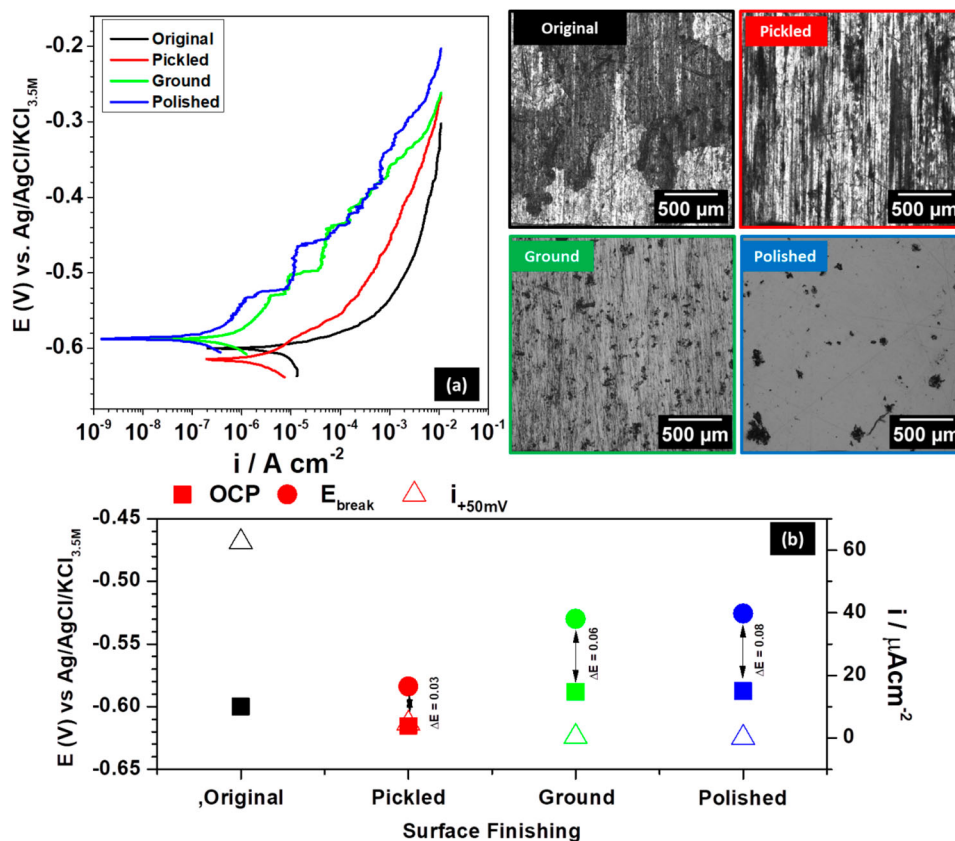 Original
Pickled
Ground
Polished
-0.2
-0.3
-0.4
-0.5
-0.6
E (V) vs. Ag/AgCl/KCl3.5M
(a)
10-9 10-8 10-7 10-6 10-5 10-4 10-3 10-2 10-1
i / A cm-2
Original
500 µm
Pickled
500 µm
Ground
500 µm
Polished
500 µm
OCP Ebreak i+50mV
-0.45
-0.50
-0.55
-0.60
-0.65
E (V) vs Ag/AgCl/KCl3.5M
(b)
ΔE = 0.03
ΔE = 0.06
ΔE = 0.08
60
40
20
0
i / µAcm-2
,Original Pickled Ground Polished
Surface Finishing